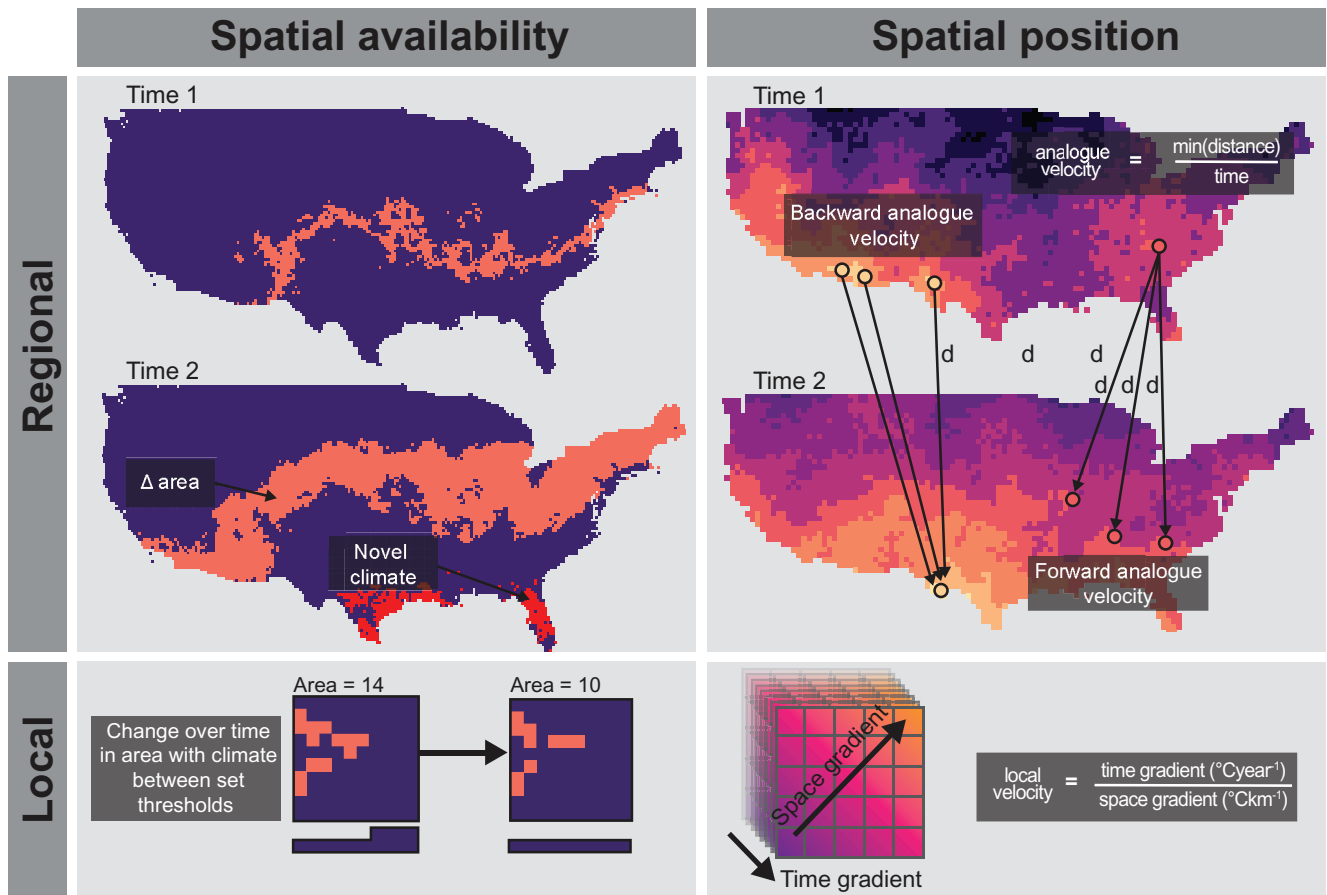 Spatial availability
Spatial position
Regional
Time 1
Time 2
Δ area
Novel
climate
Time 1
analogue
velocity
=
min(distance)
time
Backward analogue
velocity
d d d
d d d
Time 2
Forward analogue
velocity
Local
Change over time
in area with climate
between set
thresholds
Area = 14
Area = 10
Space gradient
Time gradient
local
velocity
=
time gradient (°Cyear⁻¹)
space gradient (°Ckm⁻¹)